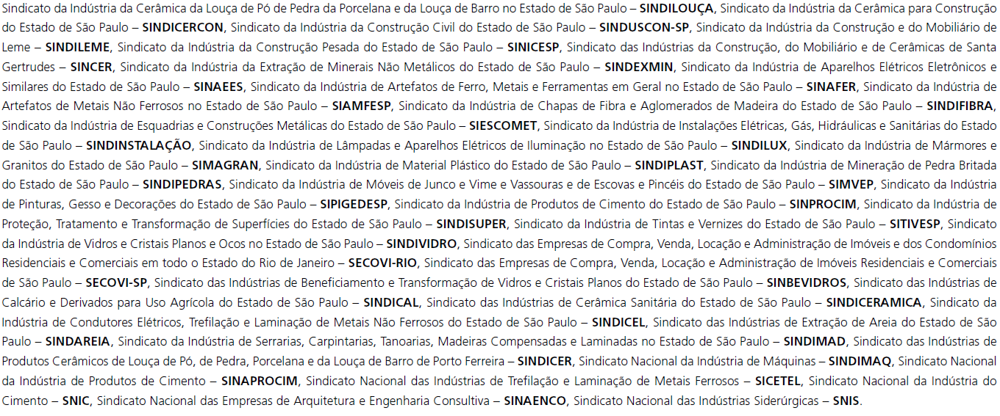 Sindicato da Indústria da Cerâmica da Louça de Pó de Pedra da Porcelana e da Louça de Barro no Estado de São Paulo – SINDILOUÇA, Sindicato da Indústria da Cerâmica para Construção
do Estado de São Paulo – SINDICERCON, Sindicato da Indústria da Construção Civil do Estado de São Paulo – SINDUSCON-SP, Sindicato da Indústria da Construção e do Mobiliário de
Leme – SINDILEME, Sindicato da Indústria da Construção Pesada do Estado de São Paulo – SINICESP, Sindicato das Indústrias da Construção, do Mobiliário e de Cerâmicas de Santa
Gertrudes – SINCER, Sindicato da Indústria da Extração de Minerais Não Metálicos do Estado de São Paulo – SINDEXMIN, Sindicato da Indústria de Aparelhos Elétricos Eletrônicos e
Similares do Estado de São Paulo – SINAEES, Sindicato da Indústria de Artefatos de Ferro, Metais e Ferramentas em Geral no Estado de São Paulo – SINAFER, Sindicato da Indústria de
Artefatos de Metais Não Ferrosos no Estado de São Paulo – SIAMFESP, Sindicato da Indústria de Chapas de Fibra e Aglomerados de Madeira do Estado de São Paulo – SINDIFIBRA,
Sindicato da Indústria de Esquadrias e Construções Metálicas do Estado de São Paulo – SIESCOMET, Sindicato da Indústria de Instalações Elétricas, Gás, Hidráulicas e Sanitárias do Estado
de São Paulo – SINDINSTALAÇÃO, Sindicato da Indústria de Lâmpadas e Aparelhos Elétricos de Iluminação no Estado de São Paulo – SINDILUX, Sindicato da Indústria de Mármores e
Granitos do Estado de São Paulo – SIMAGRAN, Sindicato da Indústria de Material Plástico do Estado de São Paulo – SINDIPLAST, Sindicato da Indústria de Mineração de Pedra Britada
do Estado de São Paulo – SINDIPEDRAS, Sindicato da Indústria de Móveis de Junco e Vime e Vassouras e de Escovas e Pincéis do Estado de São Paulo – SIMVEP, Sindicato da Indústria
de Pinturas, Gesso e Decorações do Estado de São Paulo – SIPIGEDESP, Sindicato da Indústria de Produtos de Cimento do Estado de São Paulo – SINPROCIM, Sindicato da Indústria de
Proteção, Tratamento e Transformação de Superfícies do Estado de São Paulo – SINDISUPER, Sindicato da Indústria de Tintas e Vernizes do Estado de São Paulo – SITIVESP, Sindicato
da Indústria de Vidros e Cristais Planos e Ocos no Estado de São Paulo – SINDIVIDRO, Sindicato das Empresas de Compra, Venda, Locação e Administração de Imóveis e dos Condomínios
Residenciais e Comerciais em todo o Estado do Rio de Janeiro – SECOVI-RIO, Sindicato das Empresas de Compra, Venda, Locação e Administração de Imóveis Residenciais e Comerciais
de São Paulo – SECOVI-SP, Sindicato das Indústrias de Beneficiamento e Transformação de Vidros e Cristais Planos do Estado de São Paulo – SINBEVIDROS, Sindicato das Indústrias de
Calcário e Derivados para Uso Agrícola do Estado de São Paulo – SINDICAL, Sindicato das Indústrias de Cerâmica Sanitária do Estado de São Paulo – SINDICERAMICA, Sindicato da
Indústria de Condutores Elétricos, Trefilação e Laminação de Metais Não Ferrosos do Estado de São Paulo – SINDICEL, Sindicato das Indústrias de Extração de Areia do Estado de São
Paulo – SINDAREIA, Sindicato da Indústria de Serrarias, Carpintarias, Tanoarias, Madeiras Compensadas e Laminadas no Estado de São Paulo – SINDIMAD, Sindicato das Indústrias de
Produtos Cerâmicos de Louça de Pó, de Pedra, Porcelana e da Louça de Barro de Porto Ferreira – SINDICER, Sindicato Nacional da Indústria de Máquinas – SINDIMAQ, Sindicato Nacional
da Indústria de Produtos de Cimento – SINAPROCIM, Sindicato Nacional das Indústrias de Trefilação e Laminação de Metais Ferrosos – SICETEL, Sindicato Nacional da Indústria do
Cimento – SNIC, Sindicato Nacional das Empresas de Arquitetura e Engenharia Consultiva – SINAENCO, Sindicato Nacional das Indústrias Siderúrgicas – SNIS.